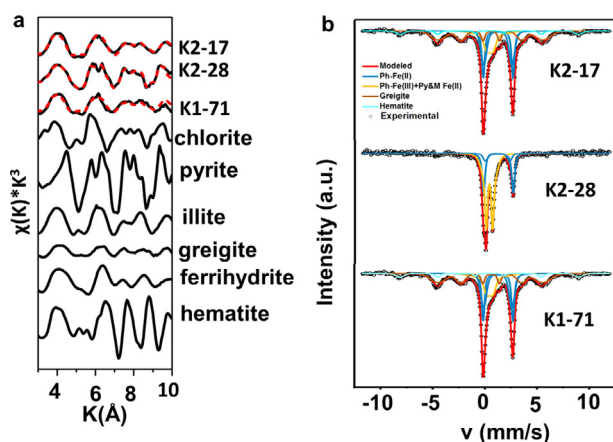 a
K2-17
K2-28
K1-71
chlorite
pyrite
illite
greigite
ferrihydrite
hematite
χ(K)*K³
4 6 8 10
K(Å)
b
Modeled
Ph-Fe(II)
Ph-Fe(III)+Py&M Fe(II)
Greigite
Hematite
Experimental
K2-17
K2-28
K1-71
Intensity (a.u.)
-10 -5 0 5 10
v (mm/s)